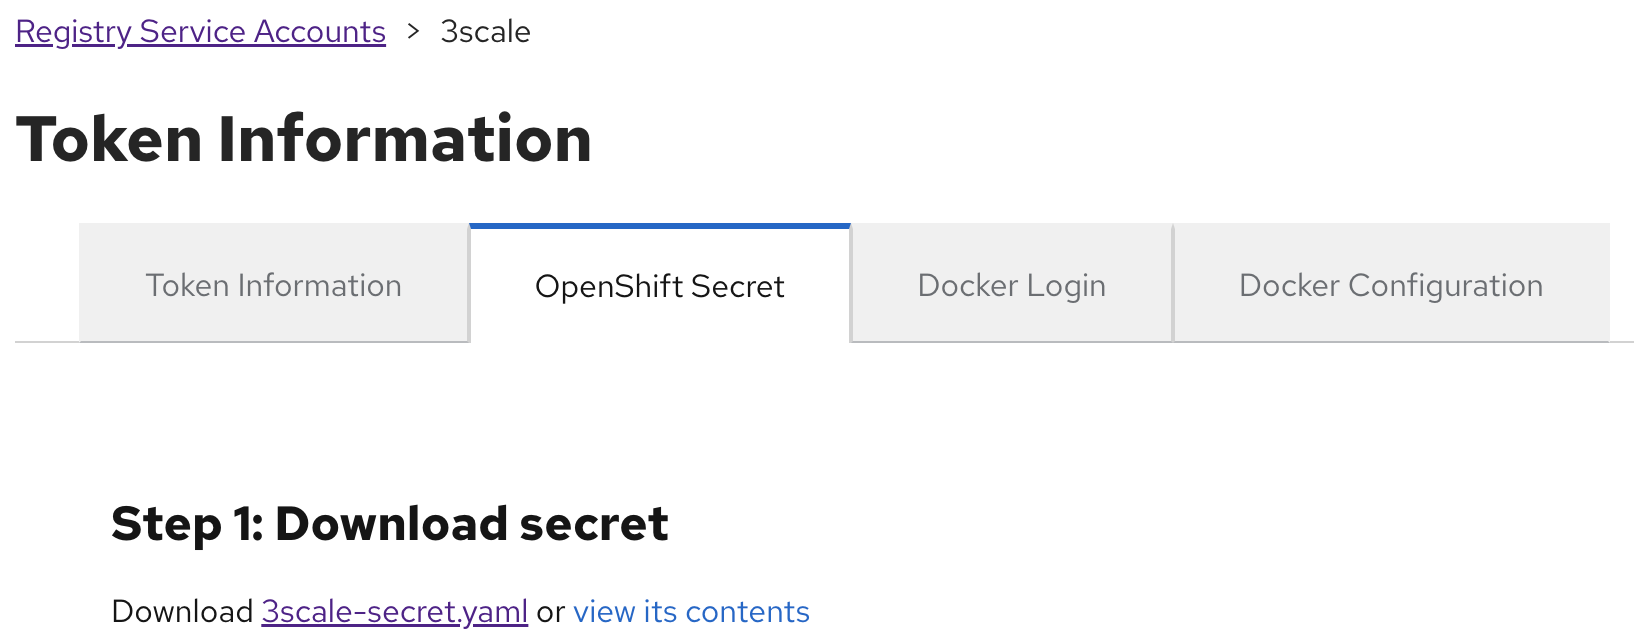 Registry Service Accounts > 3scale
Token Information
Token Information OpenShift Secret Docker Login Docker Configuration
Step 1: Download secret
Download 3scale-secret.yaml or view its contents